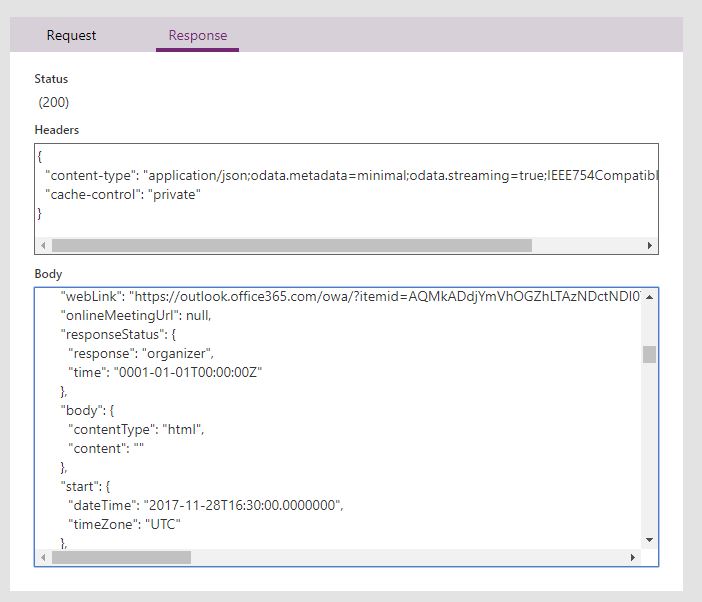 Request Response
Status
(200)
Headers
{
"content-type": "application/json;odata.metadata=minimal;odata.streaming=true;IEEE754Compatibl
"cache-control": "private"
}
Body
"webLink": "https://outlook.office365.com/owa/?itemid=AQMkADdjYmVhOGZhLTAzNDctNDI0
"onlineMeetingUrl": null,
"responseStatus": {
"response": "organizer",
"time": "0001-01-01T00:00:00Z"
},
"body": {
"contentType": "html",
"content": ""
},
"start": {
"dateTime": "2017-11-28T16:30:00.0000000",
"timeZone": "UTC"
},